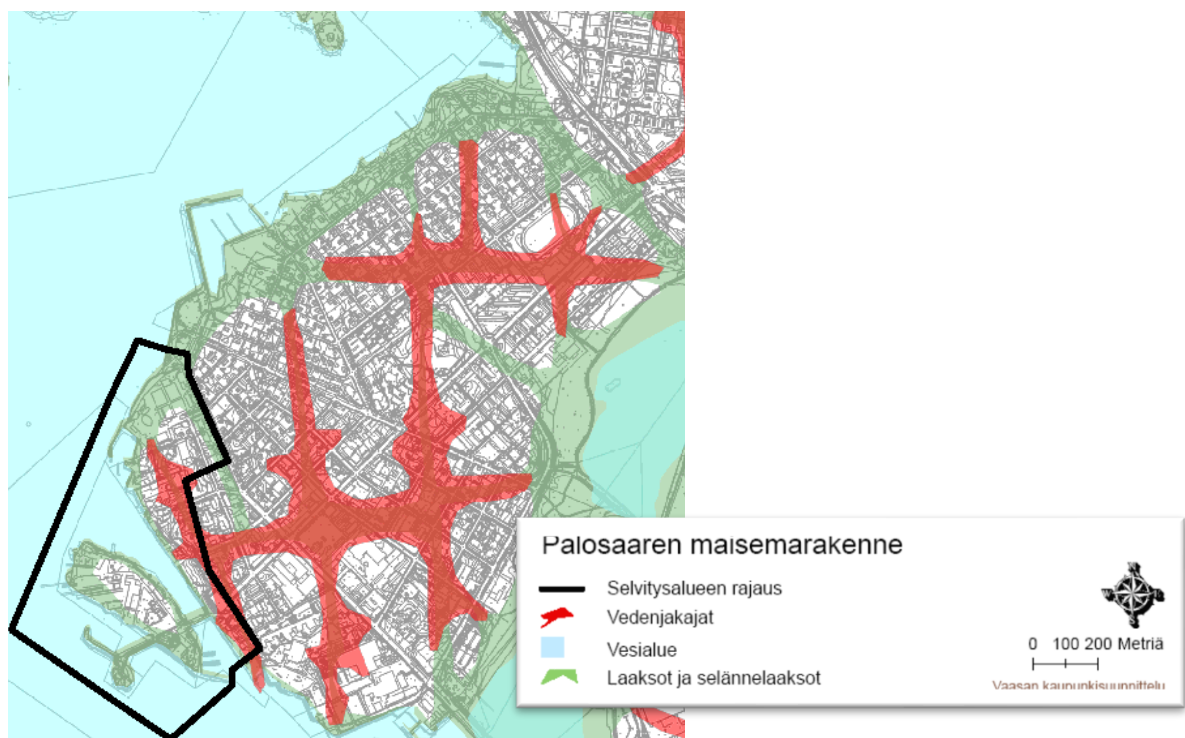 Palosaaren maisemarakenne
Selvitysalueen rajaus
Vedenjakajat
Vesialue
Laaksot ja selännelaaksot
0 100 200 Metriä
Vaasan kaupunkisuunnittelu